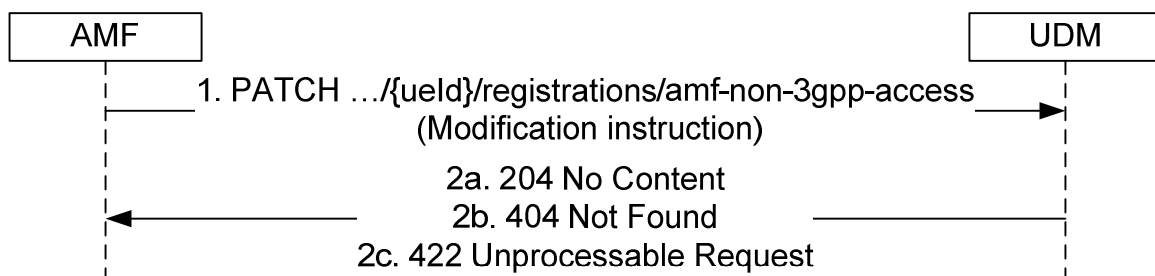 AMF
UDM
1. PATCH …/{ueId}/registrations/amf-non-3gpp-access
(Modification instruction)
2a. 204 No Content
2b. 404 Not Found
2c. 422 Unprocessable Request